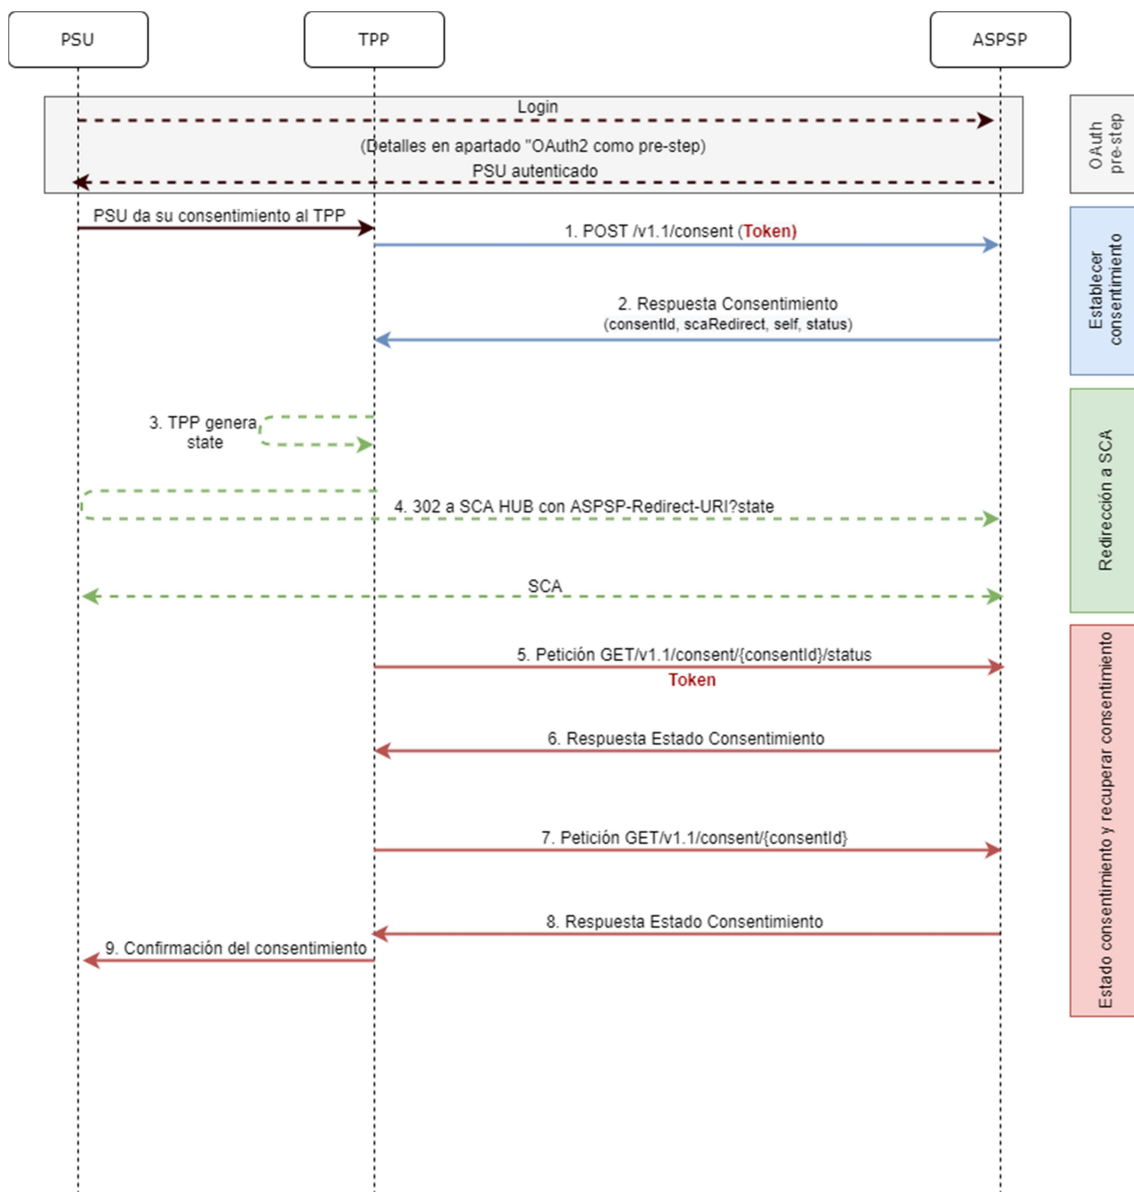 PSU
TPP
ASPSP
Login
(Detalles en apartado "OAuth2 como pre-step)
PSU autenticado
OAuth
pre-step
PSU da su consentimiento al TPP
1. POST /v1.1/consent (Token)
2. Respuesta Consentimiento
(consentId, scaRedirect, self, status)
Establecer
consentimiento
3. TPP genera
state
4. 302 a SCA HUB con ASPSP-Redirect-URI?state
SCA
Redirección a SCA
5. Petición GET/v1.1/consent/{consentId}/status
Token
6. Respuesta Estado Consentimiento
7. Petición GET/v1.1/consent/{consentId}
8. Respuesta Estado Consentimiento
9. Confirmación del consentimiento
Estado consentimiento y recuperar consentimiento